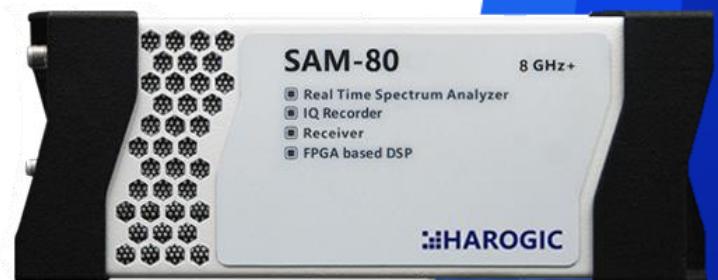 SAM-80
8 GHz+
Real Time Spectrum Analyzer
IQ Recorder
Receiver
FPGA based DSP
HAROGIC